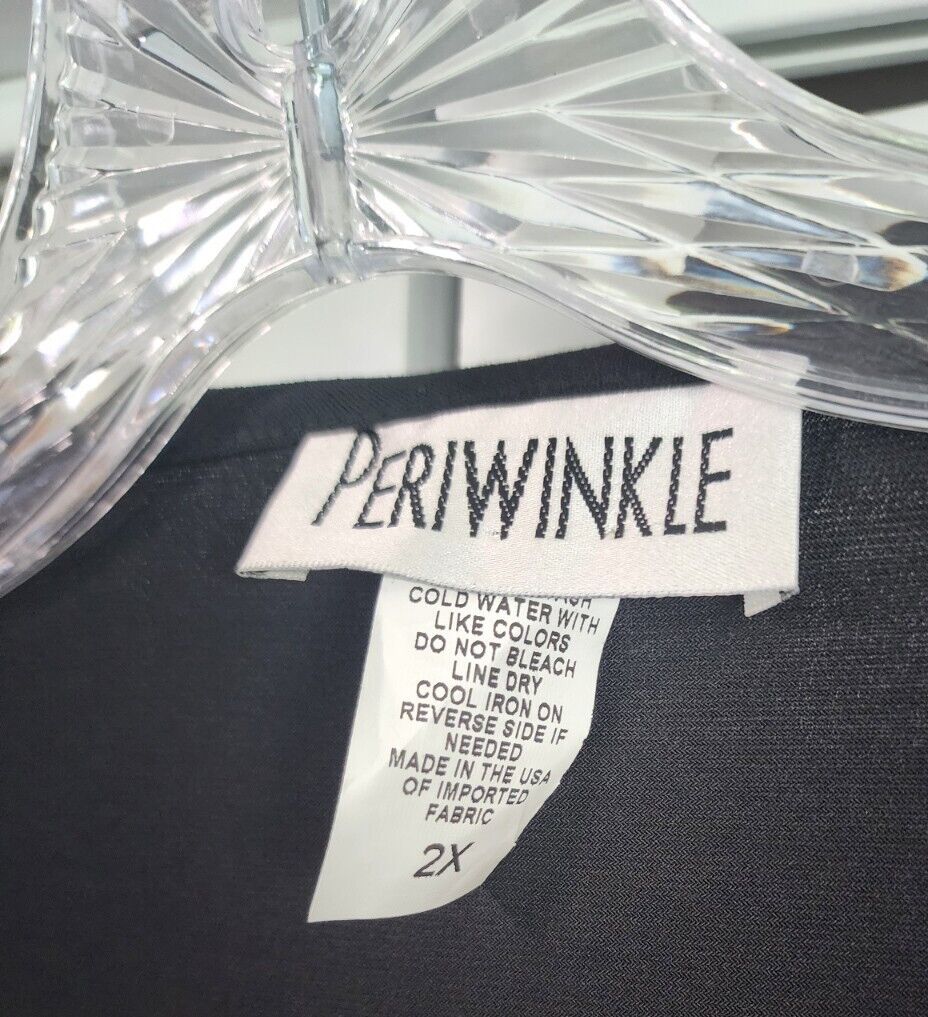 PERIWINKLE
COLD WATER WITH
LIKE COLORS
DO NOT BLEACH
LINE DRY
COOL IRON ON
REVERSE SIDE IF
NEEDED
MADE IN THE USA
OF IMPORTED
FABRIC
2X